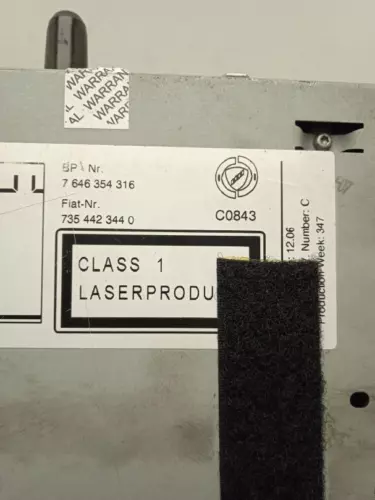 WARRANTY
AL WARRAN
WARRAN
BP Nr.
7 646 354 316
Fiat-Nr.
735 442 344 0
C0843
CLASS 1
LASERPRODU
: 12.06
Number: C
Production Week: 347